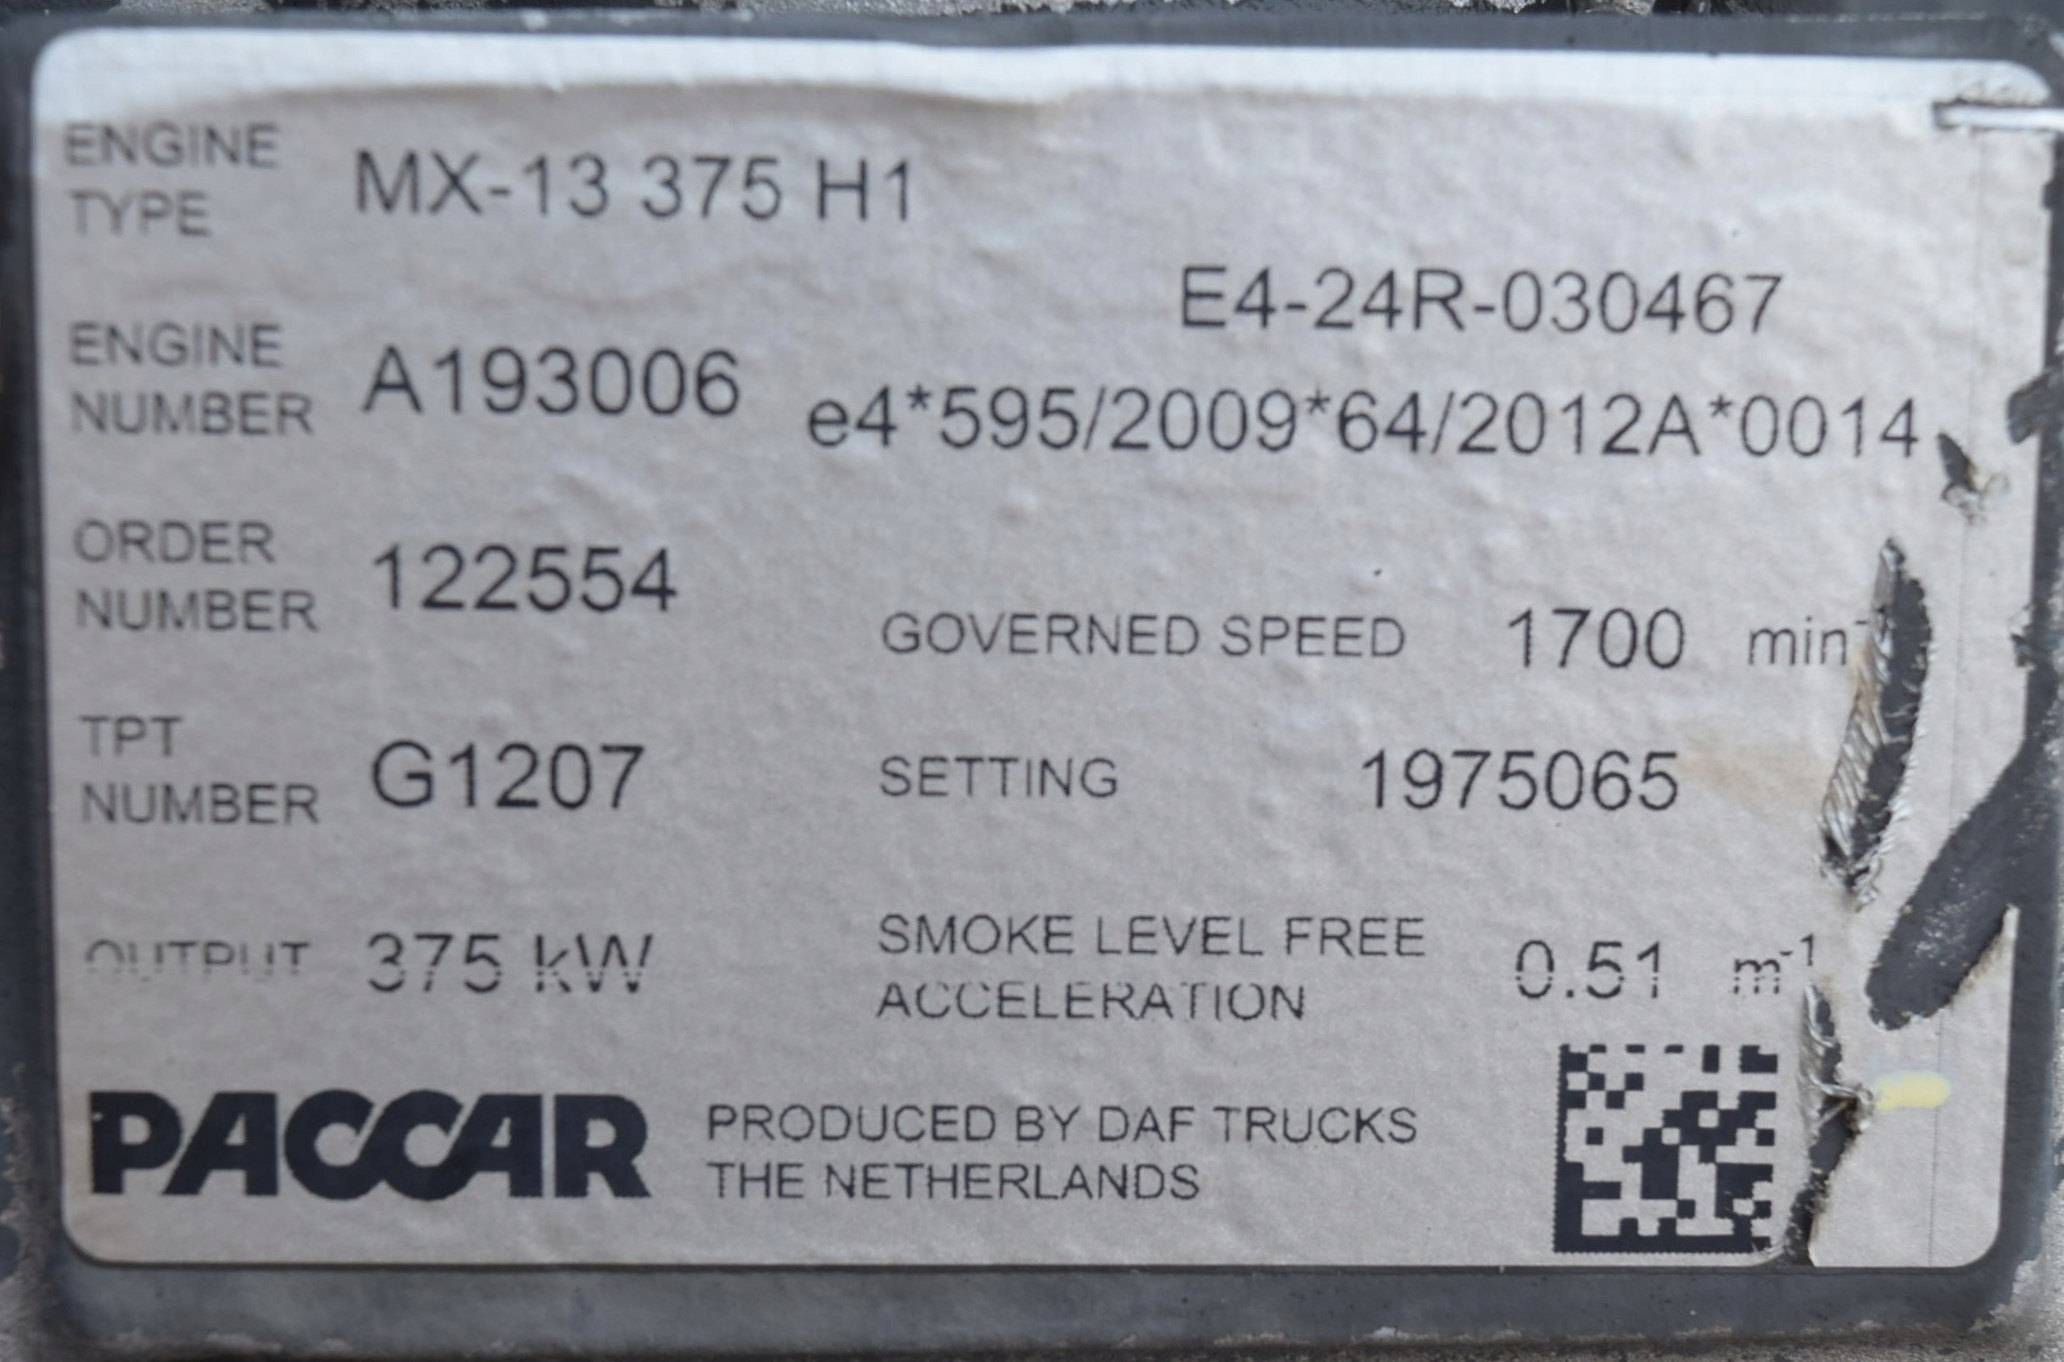 ENGINE
TYPE
MX-13 375 H1
E4-24R-030467
ENGINE
NUMBER
A193006
e4*595/2009*64/2012A*0014
ORDER
NUMBER
122554
GOVERNED SPEED 1700 min-
TPT
NUMBER
G1207
SETTING 1975065
OUTPUT 375 kW
SMOKE LEVEL FREE
ACCELERATION
0.51 m-1
PACCAR
PRODUCED BY DAF TRUCKS
THE NETHERLANDS